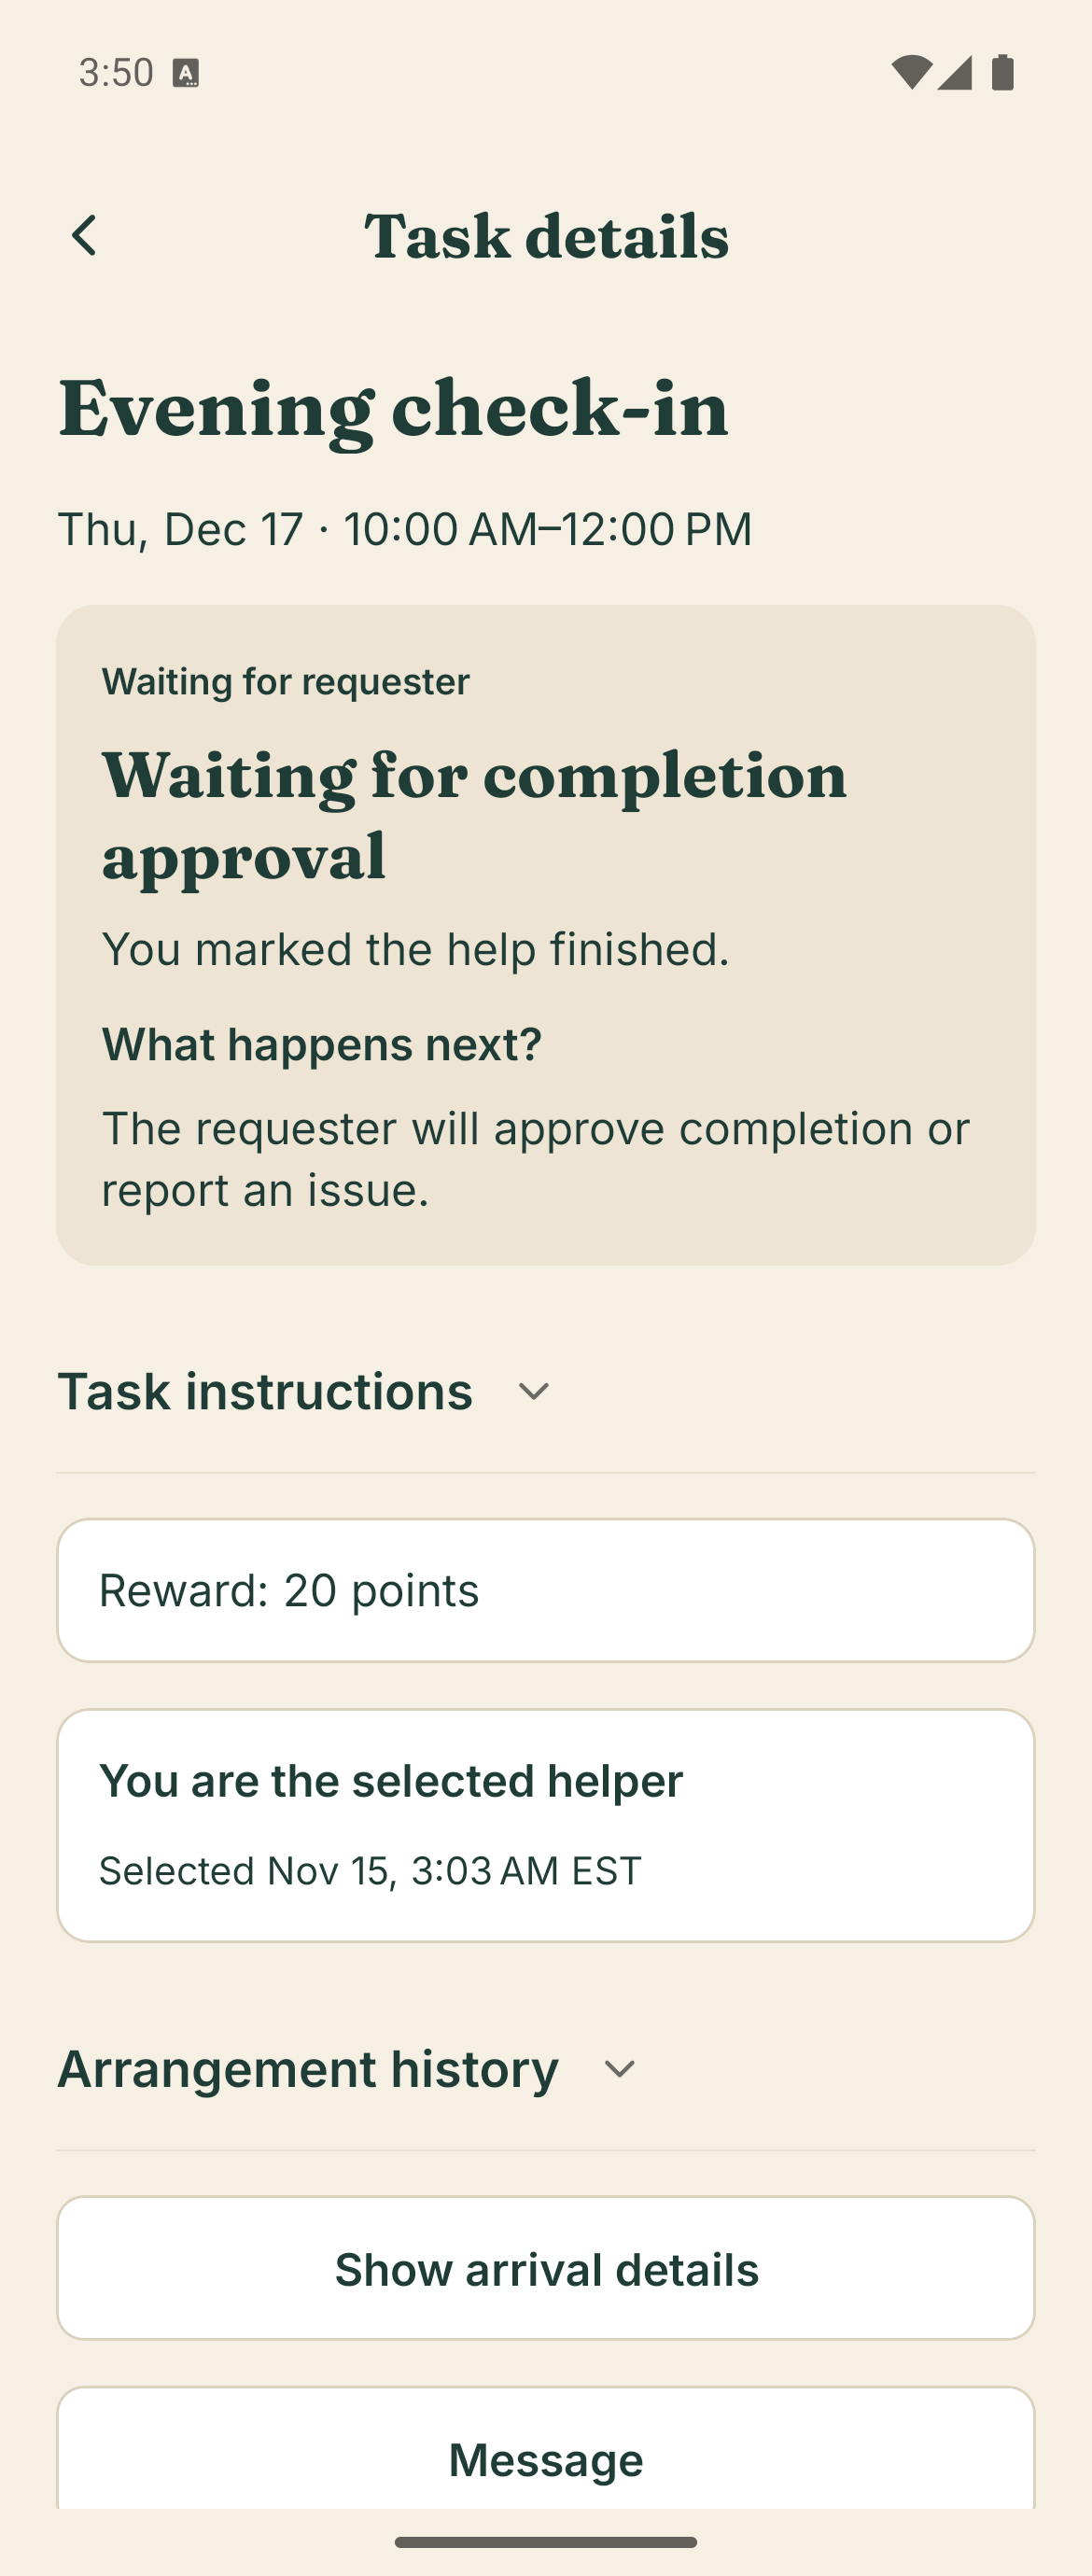 3:50
Task details
Evening check-in
Thu, Dec 17 · 10:00 AM–12:00 PM
Waiting for requester
Waiting for completion
approval
You marked the help finished.
What happens next?
The requester will approve completion or
report an issue.
Task instructions
Reward: 20 points
You are the selected helper
Selected Nov 15, 3:03 AM EST
Arrangement history
Show arrival details
Message